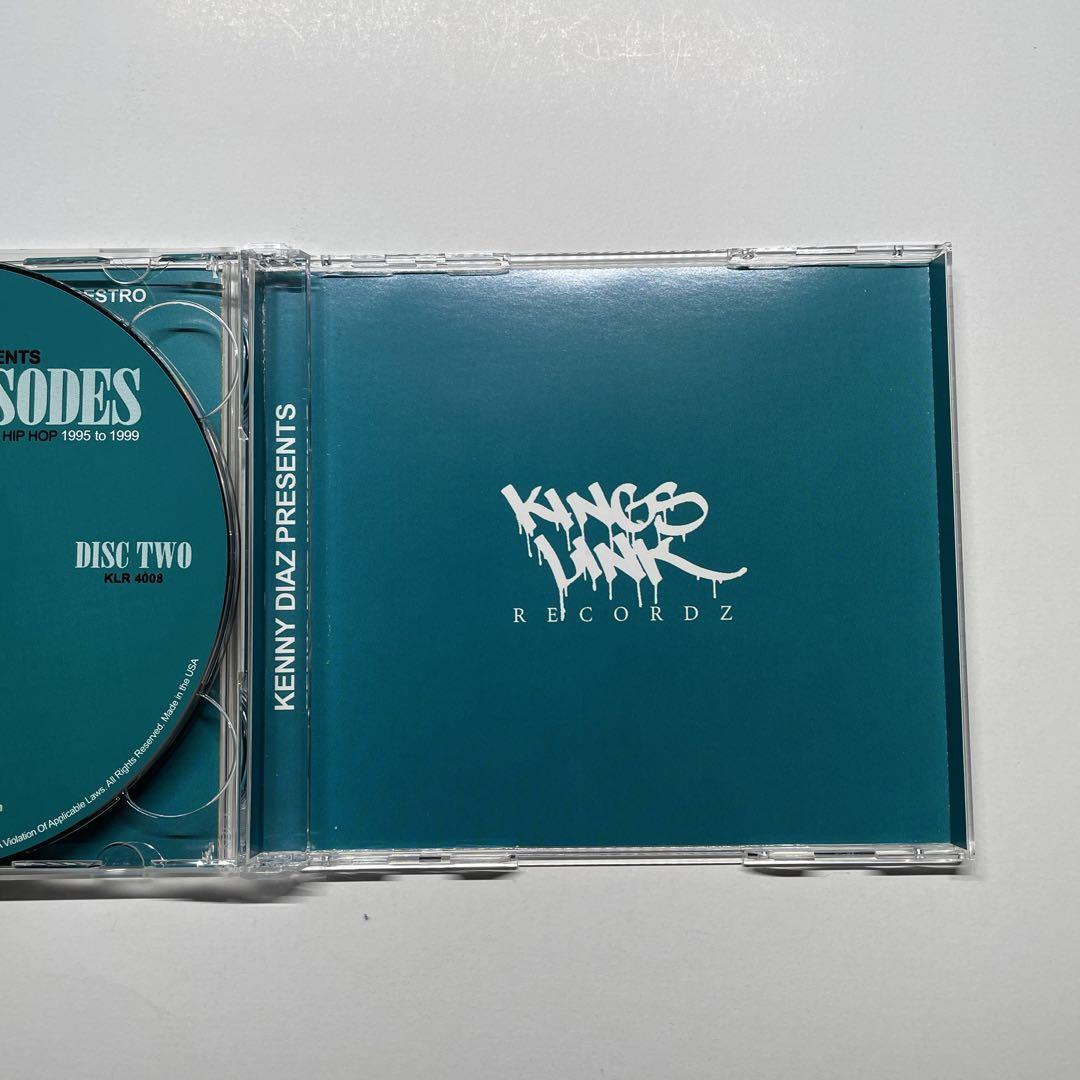 ESTRO
ENTS
SODES
HIP HOP 1995 to 1999
DISC TWO
KLR 4008
Violation Of Applicable Laws. All Rights Reserved. Made in the USA
KENNY DIAZ PRESENTS
KINGS
LINK
RECORDZ